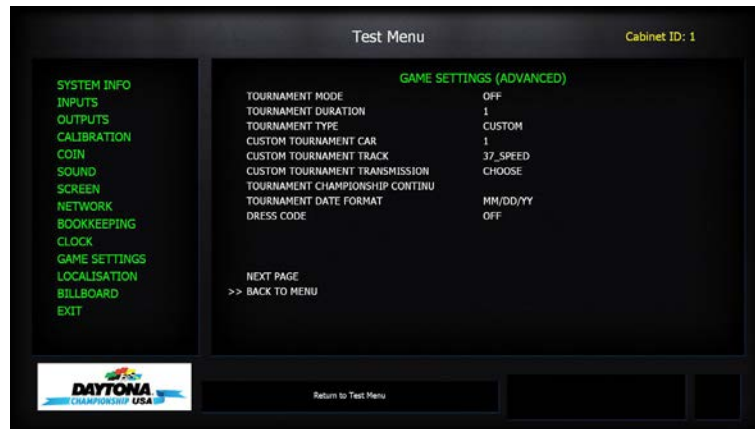 Test Menu
Cabinet ID: 1
SYSTEM INFO
INPUTS
OUTPUTS
CALIBRATION
COIN
SOUND
SCREEN
NETWORK
BOOKKEEPING
CLOCK
GAME SETTINGS
LOCALISATION
BILLBOARD
EXIT
GAME SETTINGS (ADVANCED)
TOURNAMENT MODE OFF
TOURNAMENT DURATION 1
TOURNAMENT TYPE CUSTOM
CUSTOM TOURNAMENT CAR 1
CUSTOM TOURNAMENT TRACK 37_SPEED
CUSTOM TOURNAMENT TRANSMISSION CHOOSE
TOURNAMENT CHAMPIONSHIP CONTINU
TOURNAMENT DATE FORMAT MM/DD/YY
DRESS CODE OFF
NEXT PAGE
>> BACK TO MENU
DAYTONA
CHAMPIONSHIP USA
Return to Test Menu